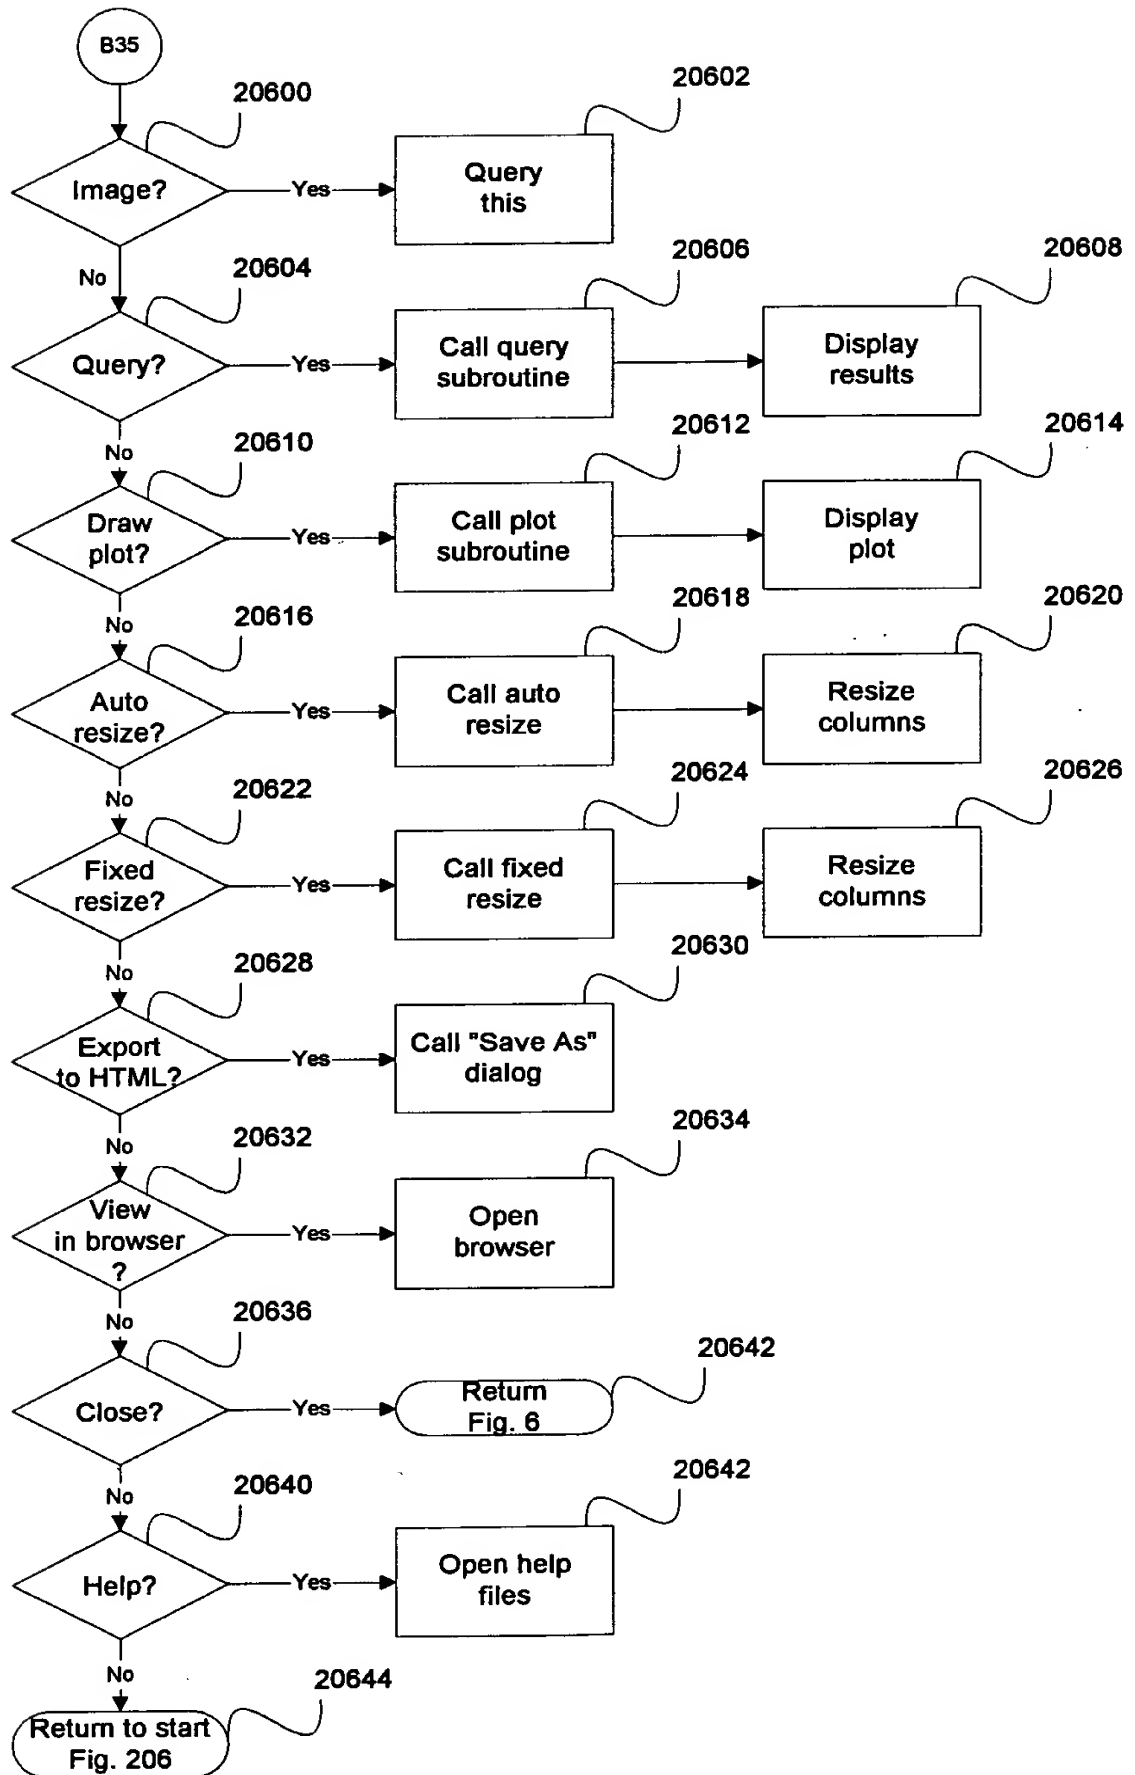 B35
20600
20602
Image?
Yes
Query
this
No
20604
20606
20608
Query?
Yes
Call query
subroutine
Display
results
No
20610
20612
20614
Draw
plot?
Yes
Call plot
subroutine
Display
plot
No
20616
20618
20620
Auto
resize?
Yes
Call auto
resize
Resize
columns
No
20622
20624
20626
Fixed
resize?
Yes
Call fixed
resize
Resize
columns
No
20628
20630
Export
to HTML?
Yes
Call "Save As"
dialog
No
20632
20634
View
in browser
?
Yes
Open
browser
No
20636
20642
Close?
Yes
Return
Fig. 6
No
20640
20642
Help?
Yes
Open help
files
No
20644
Return to start
Fig. 206